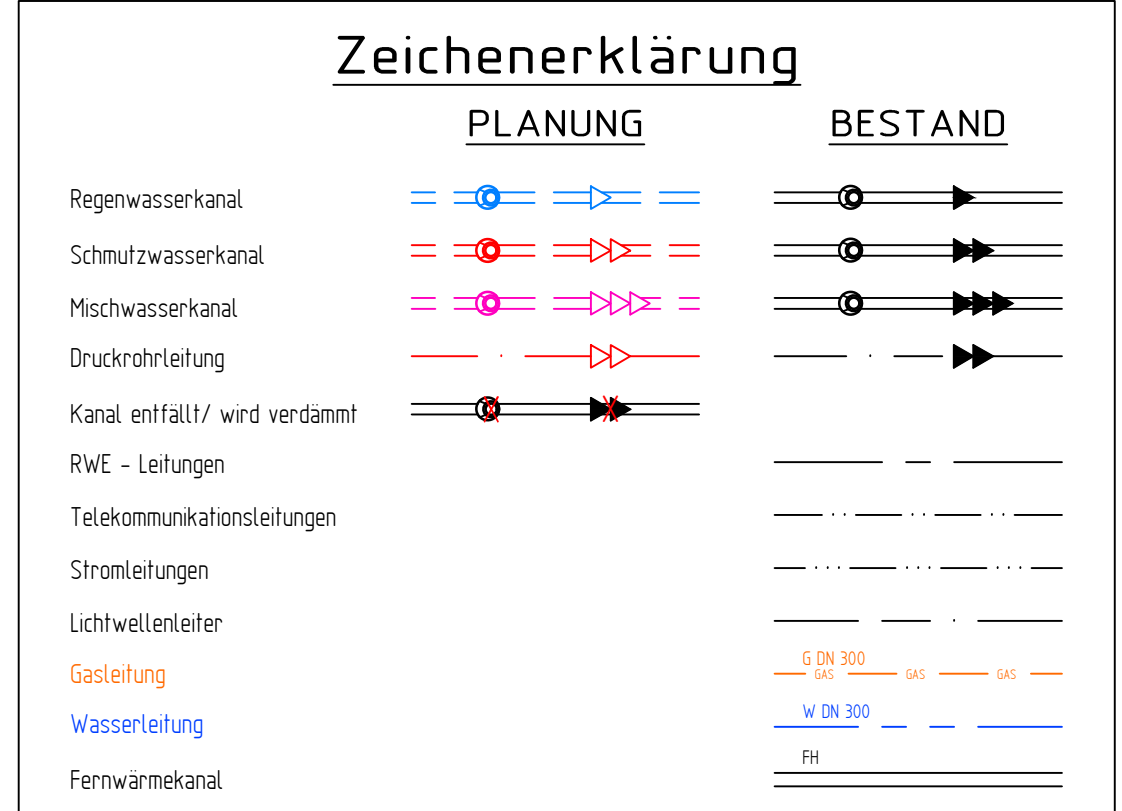 Zeichenerklärung
PLANUNG BESTAND
Regenwasserkanal
Schmutzwasserkanal
Mischwasserkanal
Druckrohrleitung
Kanal entfällt/ wird verdämmt
RWE - Leitungen
Telekommunikationsleitungen
Stromleitungen
Lichtwellenleiter
G DN 300
Gasleitung GAS GAS GAS
W DN 300
Wasserleitung
FH
Fernwärmekanal